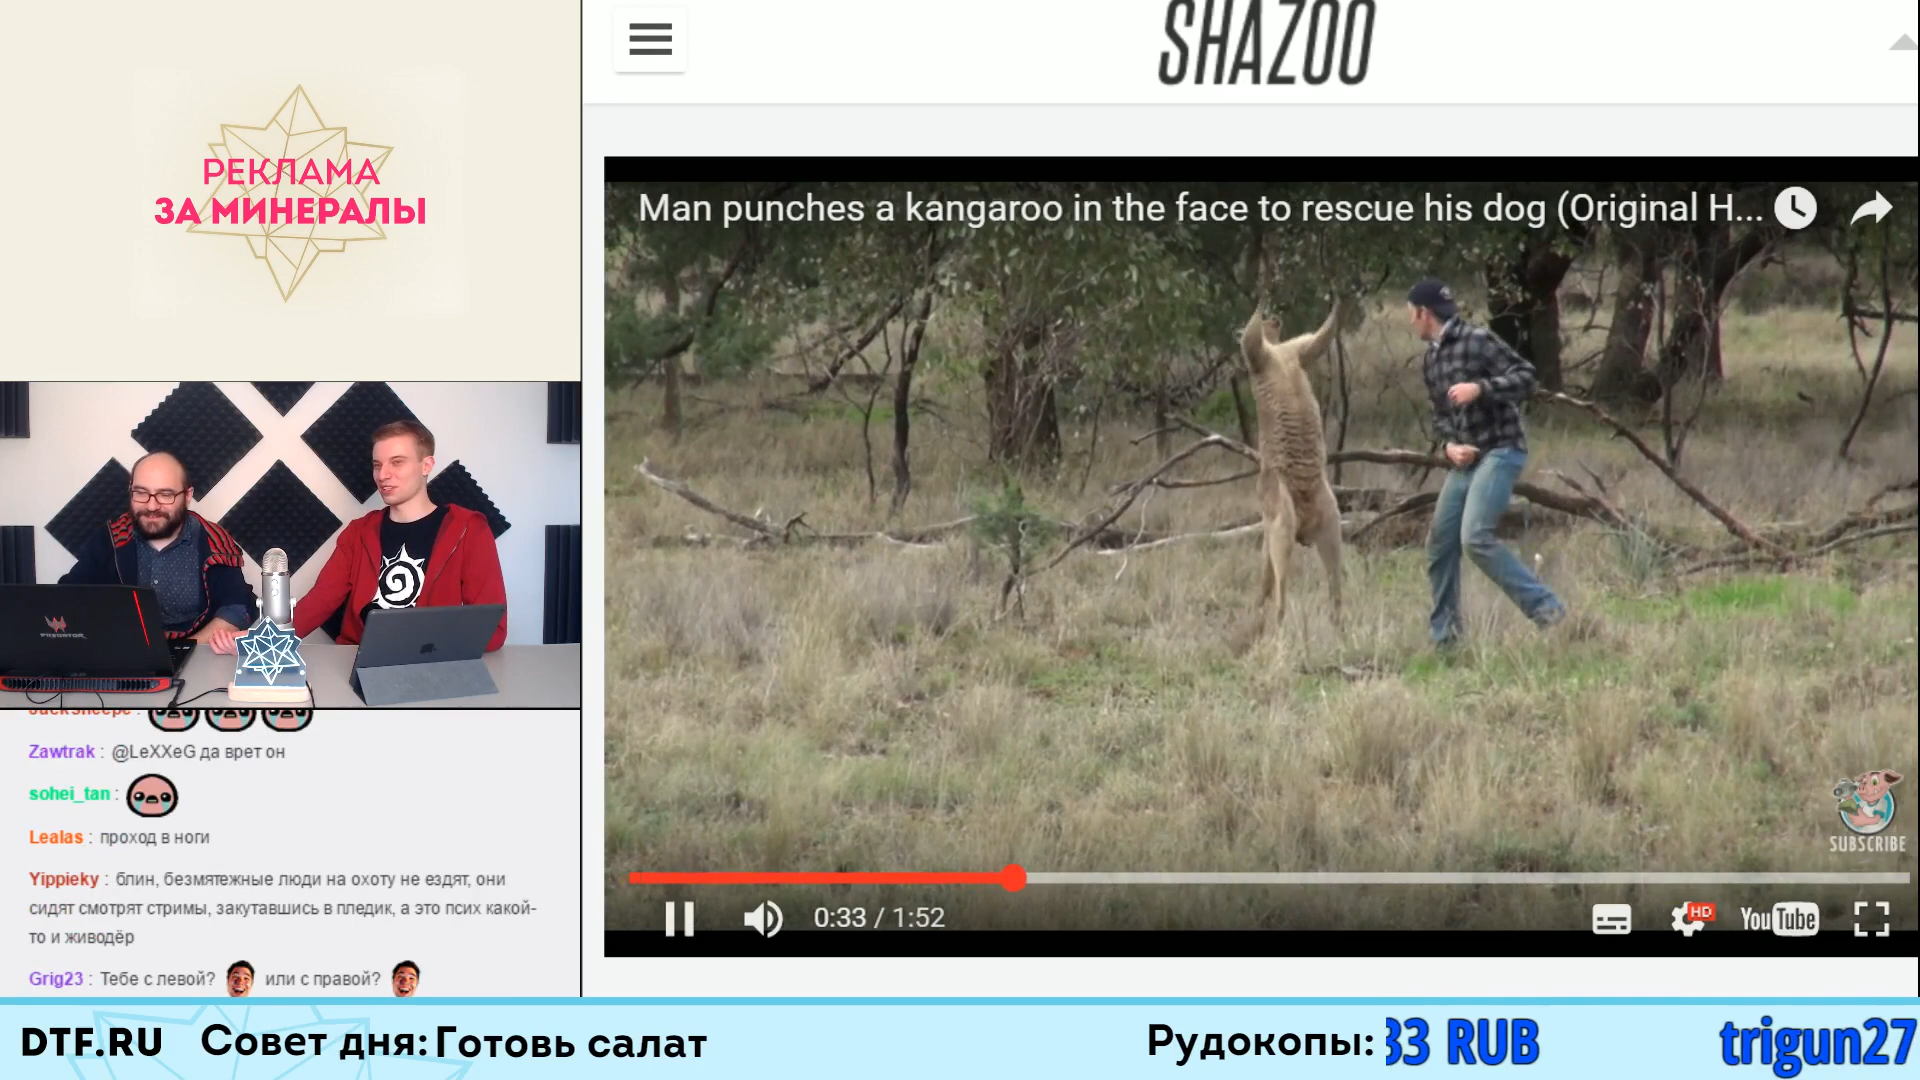 РЕКЛАМА
ЗА МИНЕРАЛЫ
SHAZOO
Man punches a kangaroo in the face to rescue his dog (Original H...
SUBSCRIBE
0:33 / 1:52
HD
YouTube
PREDATOR
Zawtrak : @LeXXeG да врет он
sohei_tan :
Lealas : проход в ноги
Yippieky : блин, безмятежные люди на охоту не ездят, они
сидят смотрят стримы, закутавшись в пледик, а это псих какой-
то и живодёр
Grig23 : Тебе с левой? или с правой?
DTF.RU Совет дня: Готовь салат
Рудокопы: 33 RUB trigun27